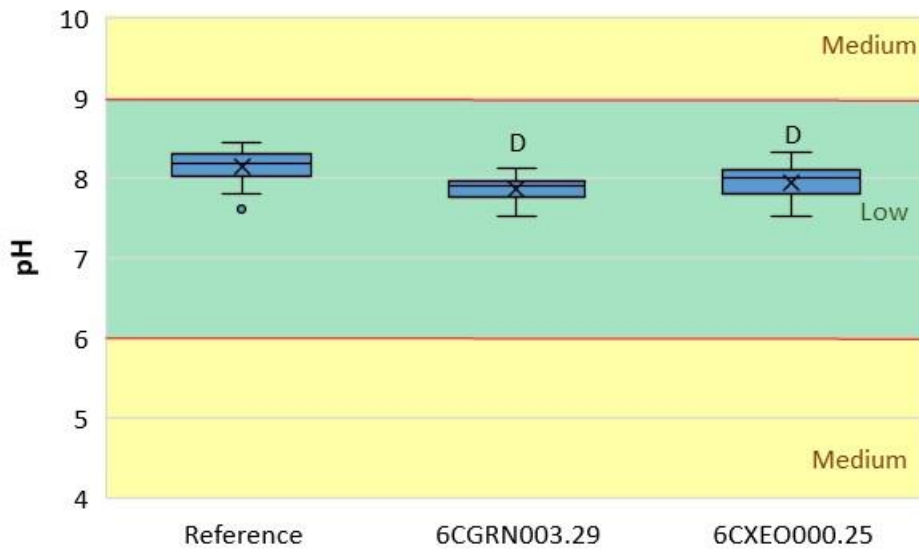 10
Medium
9
D
D
8
Low
7
pH
6
5
Medium
4
Reference
6CGRN003.29
6CXEO000.25